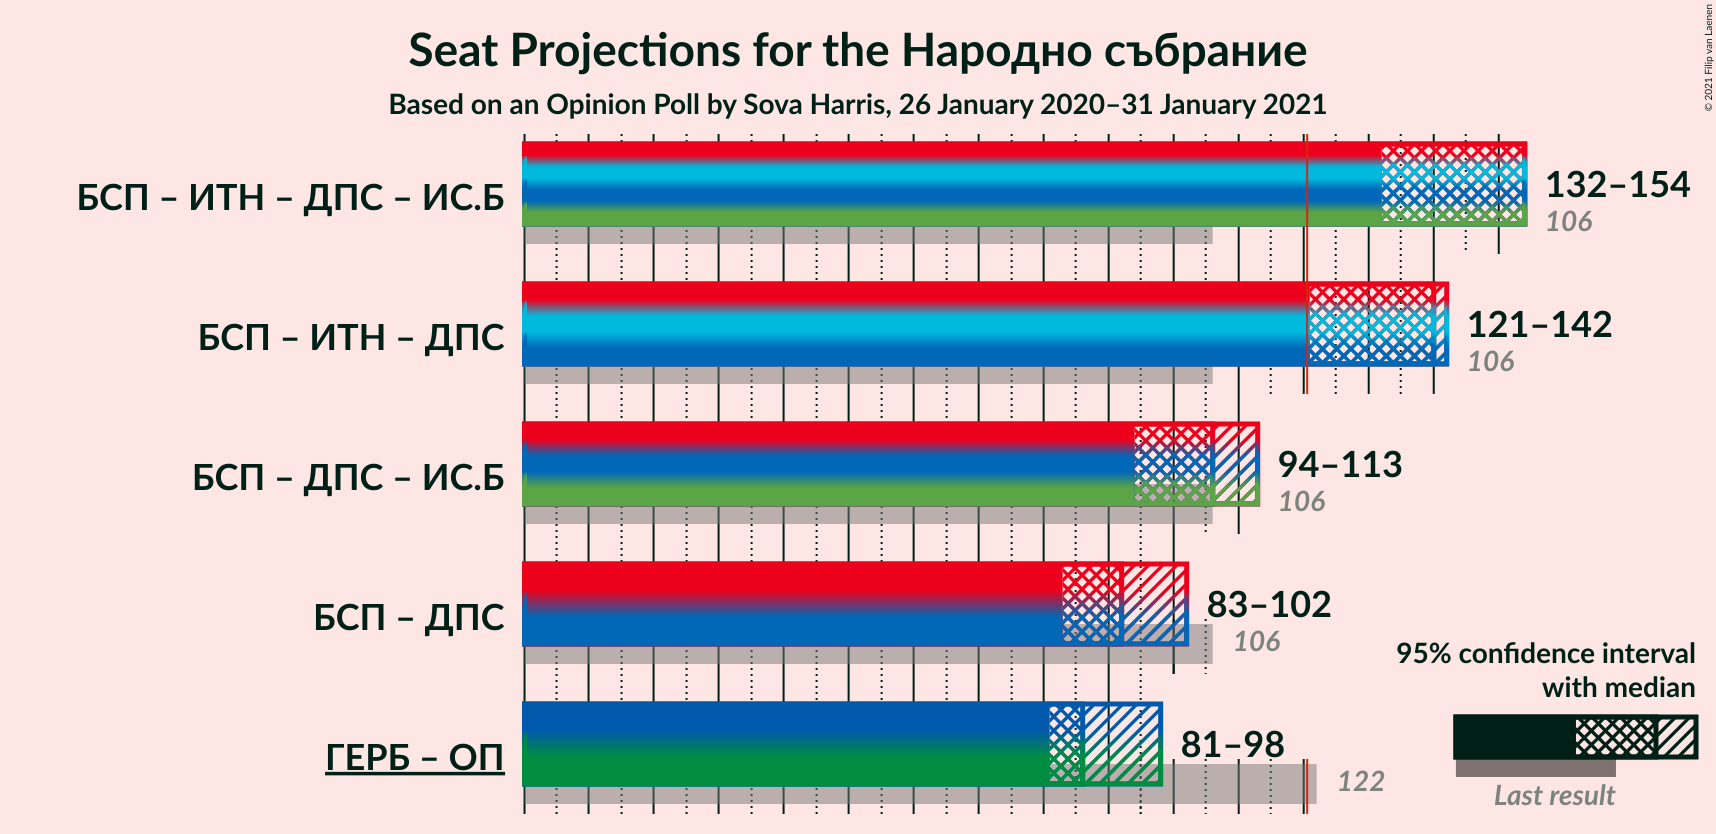 Seat Projections for the Народно събрание
Based on an Opinion Poll by Sova Harris, 26 January 2020–31 January 2021
© 2021 Filip van Laenen
БСП – ИТН – ДПС – ИС.Б
132–154
106
БСП – ИТН – ДПС
121–142
106
БСП – ДПС – ИС.Б
94–113
106
БСП – ДПС
83–102
106
ГЕРБ – ОП
81–98
122
95% confidence interval
with median
Last result